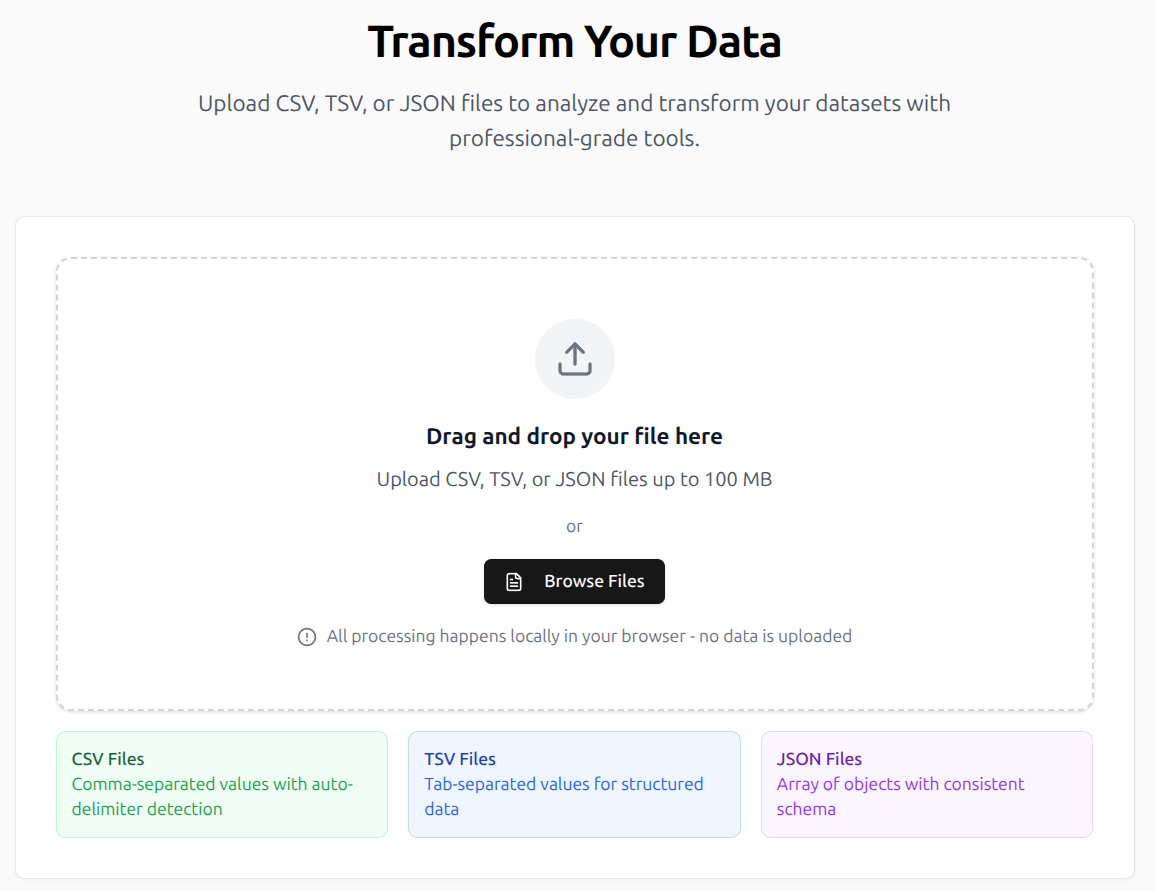 Transform Your Data
Upload CSV, TSV, or JSON files to analyze and transform your datasets with
professional-grade tools.
Drag and drop your file here
Upload CSV, TSV, or JSON files up to 100 MB
or
Browse Files
All processing happens locally in your browser - no data is uploaded
CSV Files
Comma-separated values with auto-
delimiter detection
TSV Files
Tab-separated values for structured
data
JSON Files
Array of objects with consistent
schema